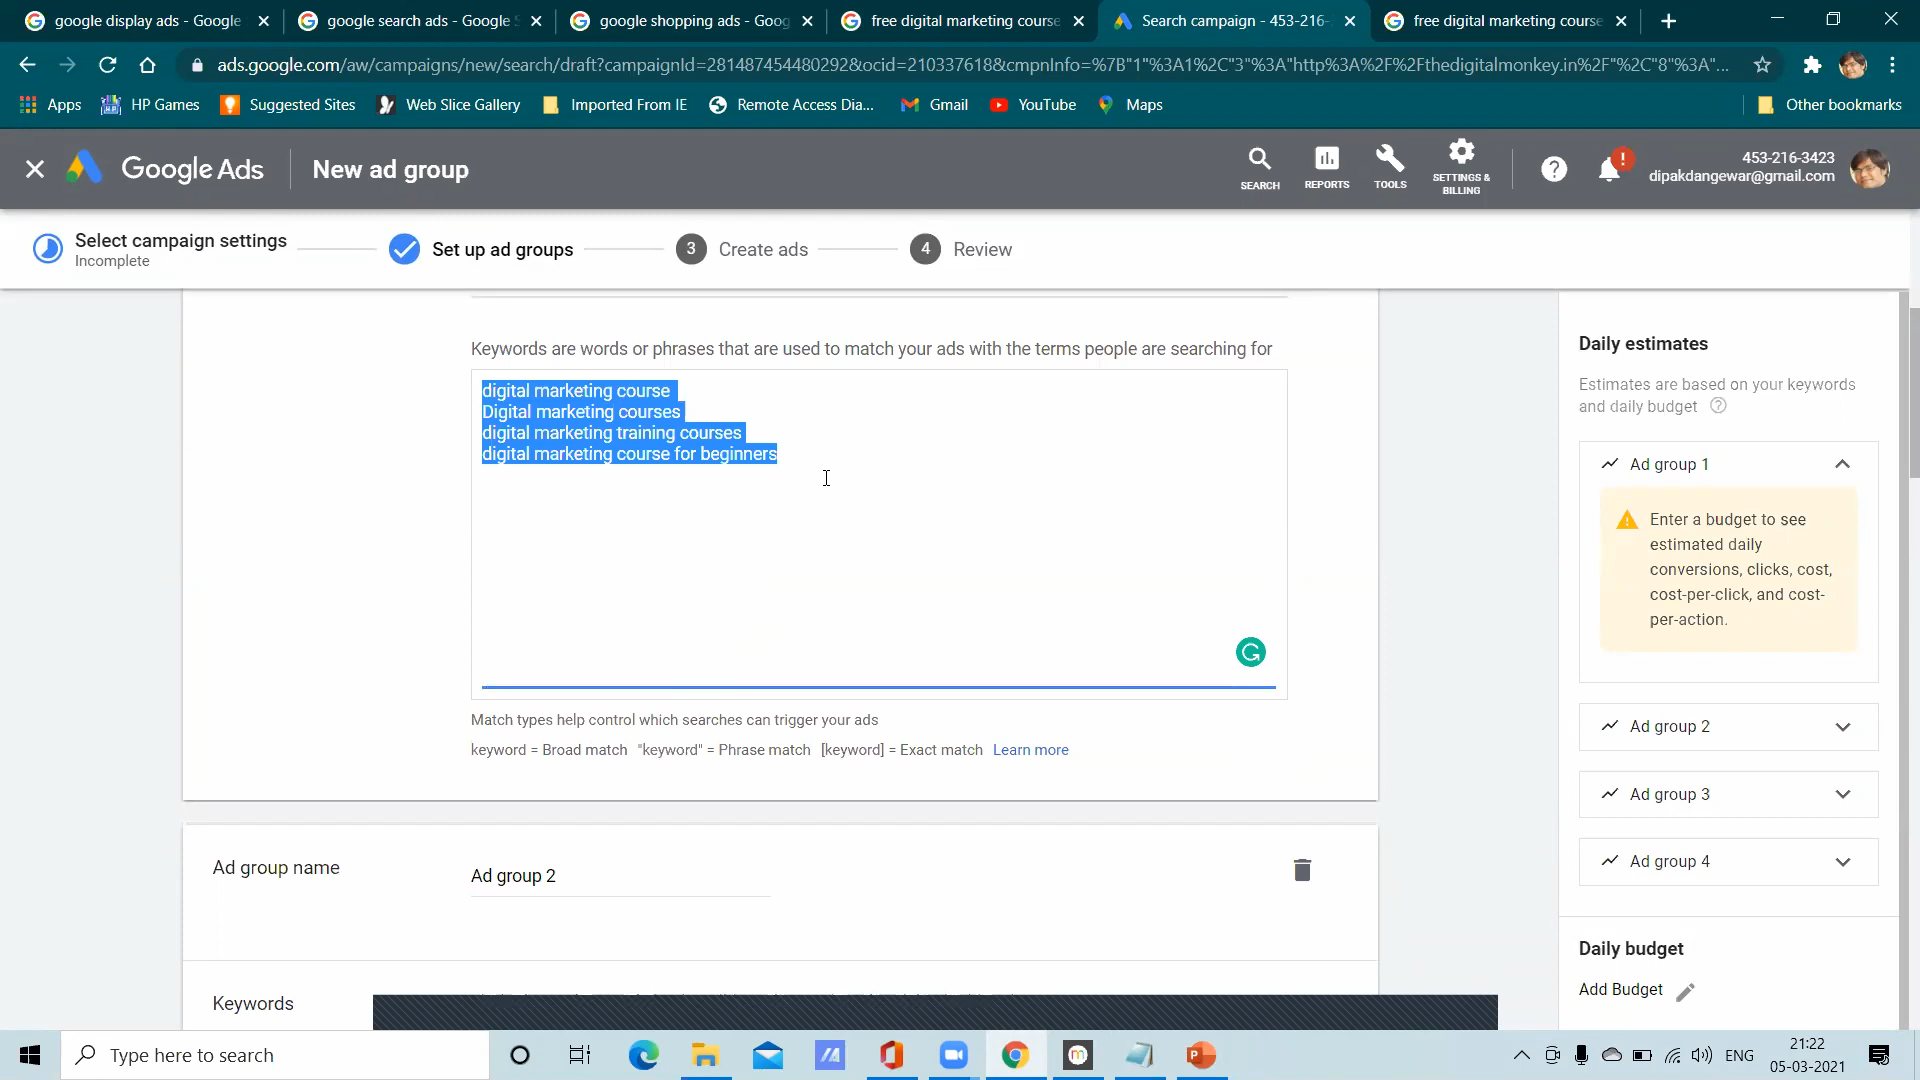 google display ads - Google
google search ads - Google S
google shopping ads - Goog
free digital marketing course
Search campaign - 453-216-
free digital marketing course
ads.google.com/aw/campaigns/new/search/draft?campaignId=281487454480292&ocid=210337618&cmpnInfo=%7B"1"%3A1%2C"3"%3A"http%3A%2F%2Fthedigitalmonkey.in%2F"%2C"8"%3A"...
Apps
HP Games
Suggested Sites
Web Slice Gallery
Imported From IE
Remote Access Dia...
Gmail
YouTube
Maps
Other bookmarks
Google Ads
New ad group
SEARCH
REPORTS
TOOLS
SETTINGS &
BILLING
453-216-3423
dipakdangewar@gmail.com
Select campaign settings
Incomplete
Set up ad groups
3
Create ads
4
Review
Keywords are words or phrases that are used to match your ads with the terms people are searching for
digital marketing course
Digital marketing courses
digital marketing training courses
digital marketing course for beginners
Match types help control which searches can trigger your ads
keyword = Broad match "keyword" = Phrase match [keyword] = Exact match Learn more
Ad group name
Ad group 2
Keywords
Daily estimates
Estimates are based on your keywords
and daily budget
Ad group 1
Enter a budget to see
estimated daily
conversions, clicks, cost,
cost-per-click, and cost-
per-action.
Ad group 2
Ad group 3
Ad group 4
Daily budget
Add Budget
Type here to search
ENG
21:22
05-03-2021